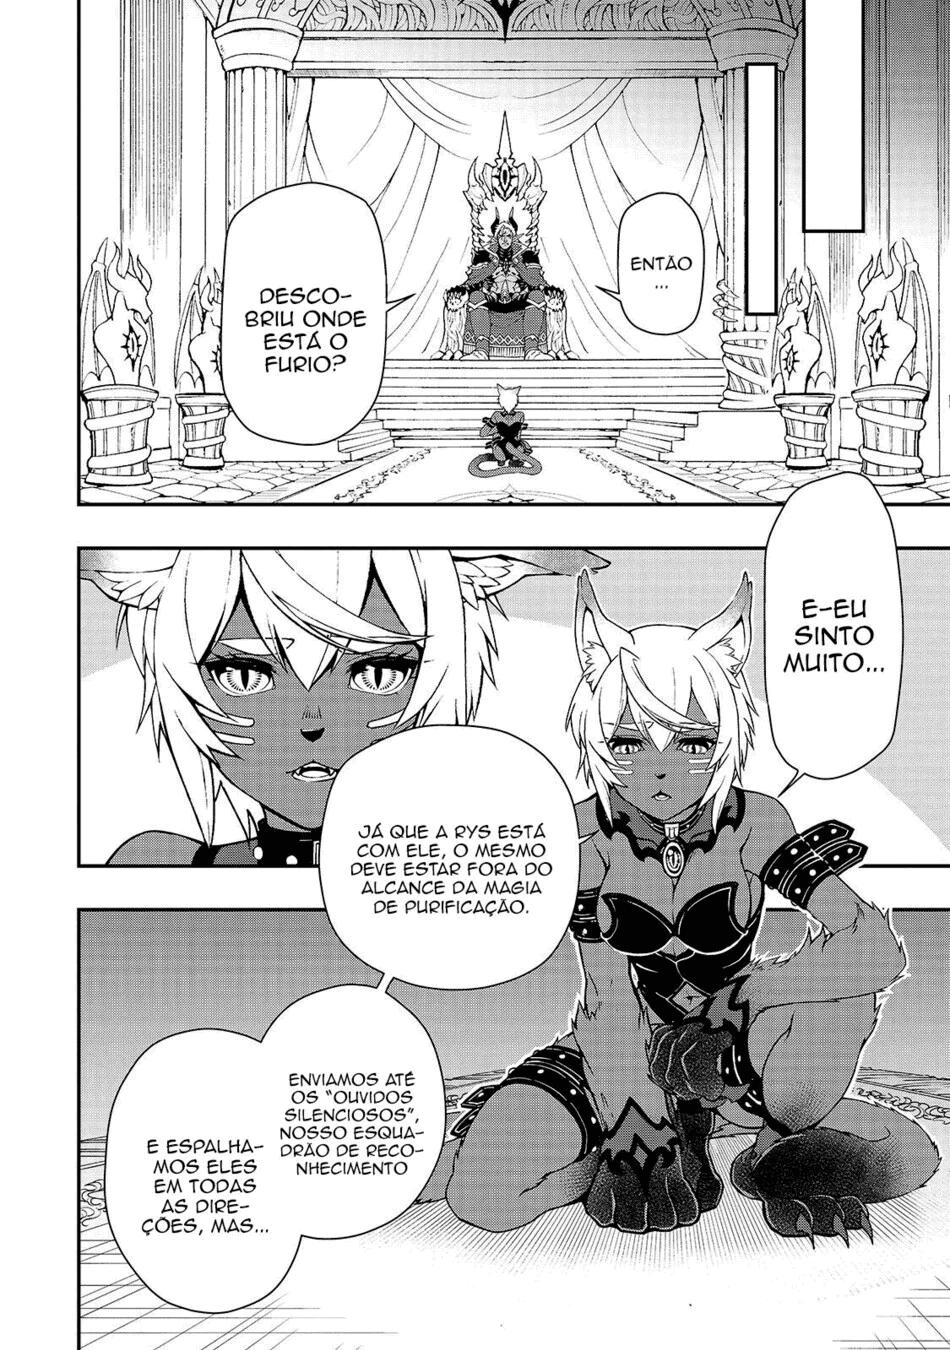 ENTÃO
...
DESCO-
BRIU ONDE
ESTÁ O
FURIO?
E-EU
SINTO
MUITO...
JÁ QUE A RYS ESTÁ
COM ELE, O MESMO
DEVE ESTAR FORA DO
ALCANCE DA MAGIA
DE PURIFICAÇÃO.
ENVIAMOS ATÉ
OS “OUVIDOS
SILENCIOSOS”,
NOSSO ESQUA-
DRÃO DE RECO-
NHECIMENTO
E ESPALHA-
MOS ELES
EM TODAS
AS DIRE-
ÇÕES, MAS...